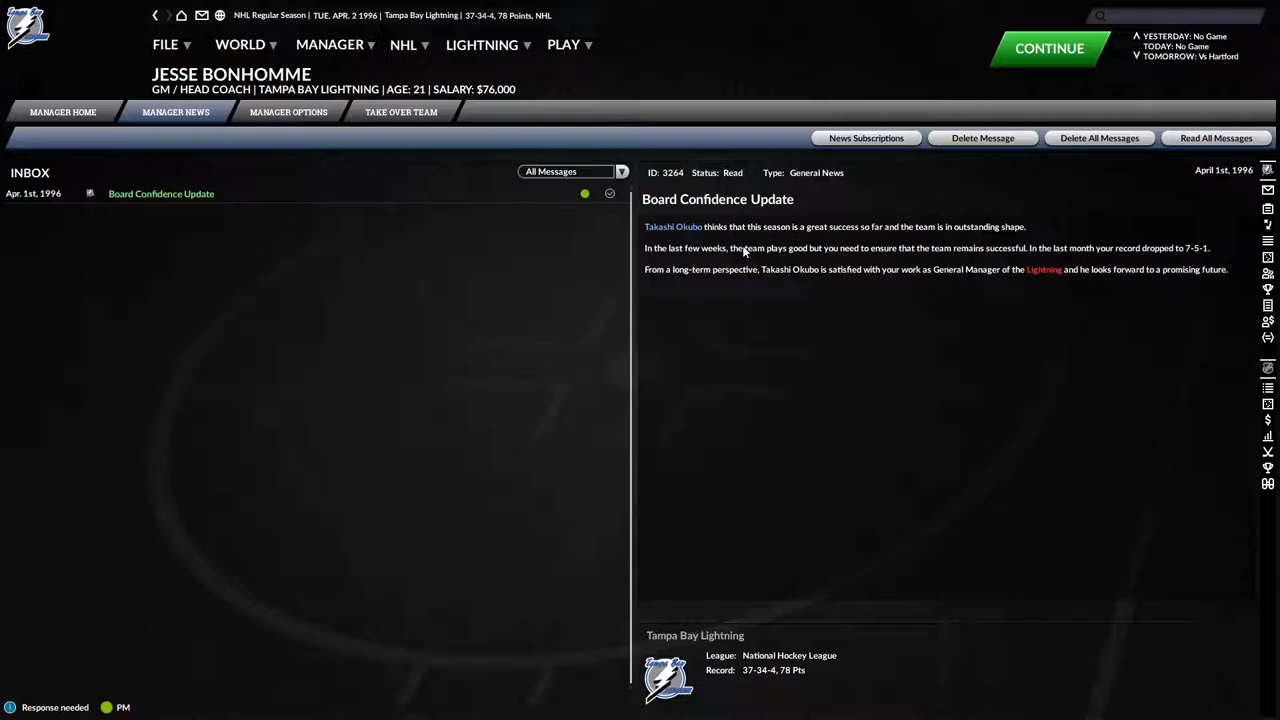 NHL Regular Season | TUE. APR. 2 1996 | Tampa Bay Lightning | 37-34-4, 78 Points, NHL
FILE WORLD MANAGER NHL LIGHTNING PLAY
CONTINUE
YESTERDAY: No Game
TODAY: No Game
TOMORROW: Vs Hartford
JESSE BONHOMME
GM / HEAD COACH | TAMPA BAY LIGHTNING | AGE: 21 | SALARY: $76,000
MANAGER HOME MANAGER NEWS MANAGER OPTIONS TAKE OVER TEAM
News Subscriptions Delete Message Delete All Messages Read All Messages
INBOX All Messages
Apr. 1st, 1996 Board Confidence Update
ID: 3264 Status: Read Type: General News April 1st, 1996
Board Confidence Update
Takashi Okubo thinks that this season is a great success so far and the team is in outstanding shape.
In the last few weeks, the team plays good but you need to ensure that the team remains successful. In the last month your record dropped to 7-5-1.
From a long-term perspective, Takashi Okubo is satisfied with your work as General Manager of the Lightning and he looks forward to a promising future.
Tampa Bay Lightning
League: National Hockey League
Record: 37-34-4, 78 Pts
Response needed PM